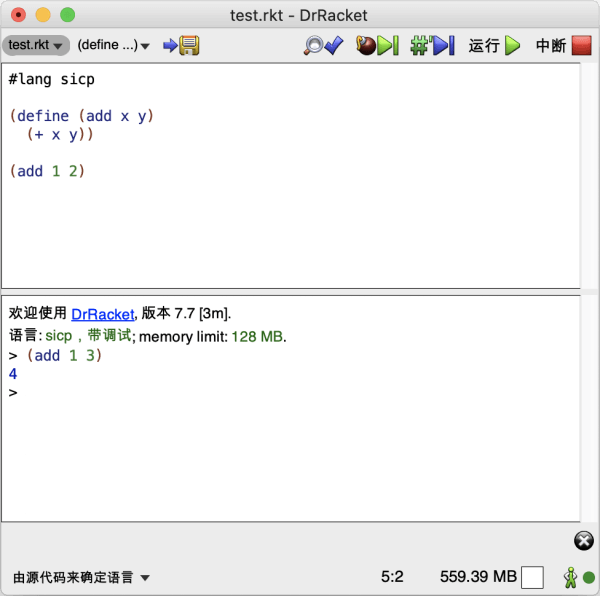 test.rkt - DrRacket
test.rkt (define ...) 运行 中断
#lang sicp
(define (add x y)
(+ x y))
(add 1 2)
欢迎使用 DrRacket, 版本 7.7 [3m].
语言: sicp，带调试; memory limit: 128 MB.
> (add 1 3)
4
>
由源代码来确定语言 5:2 559.39 MB